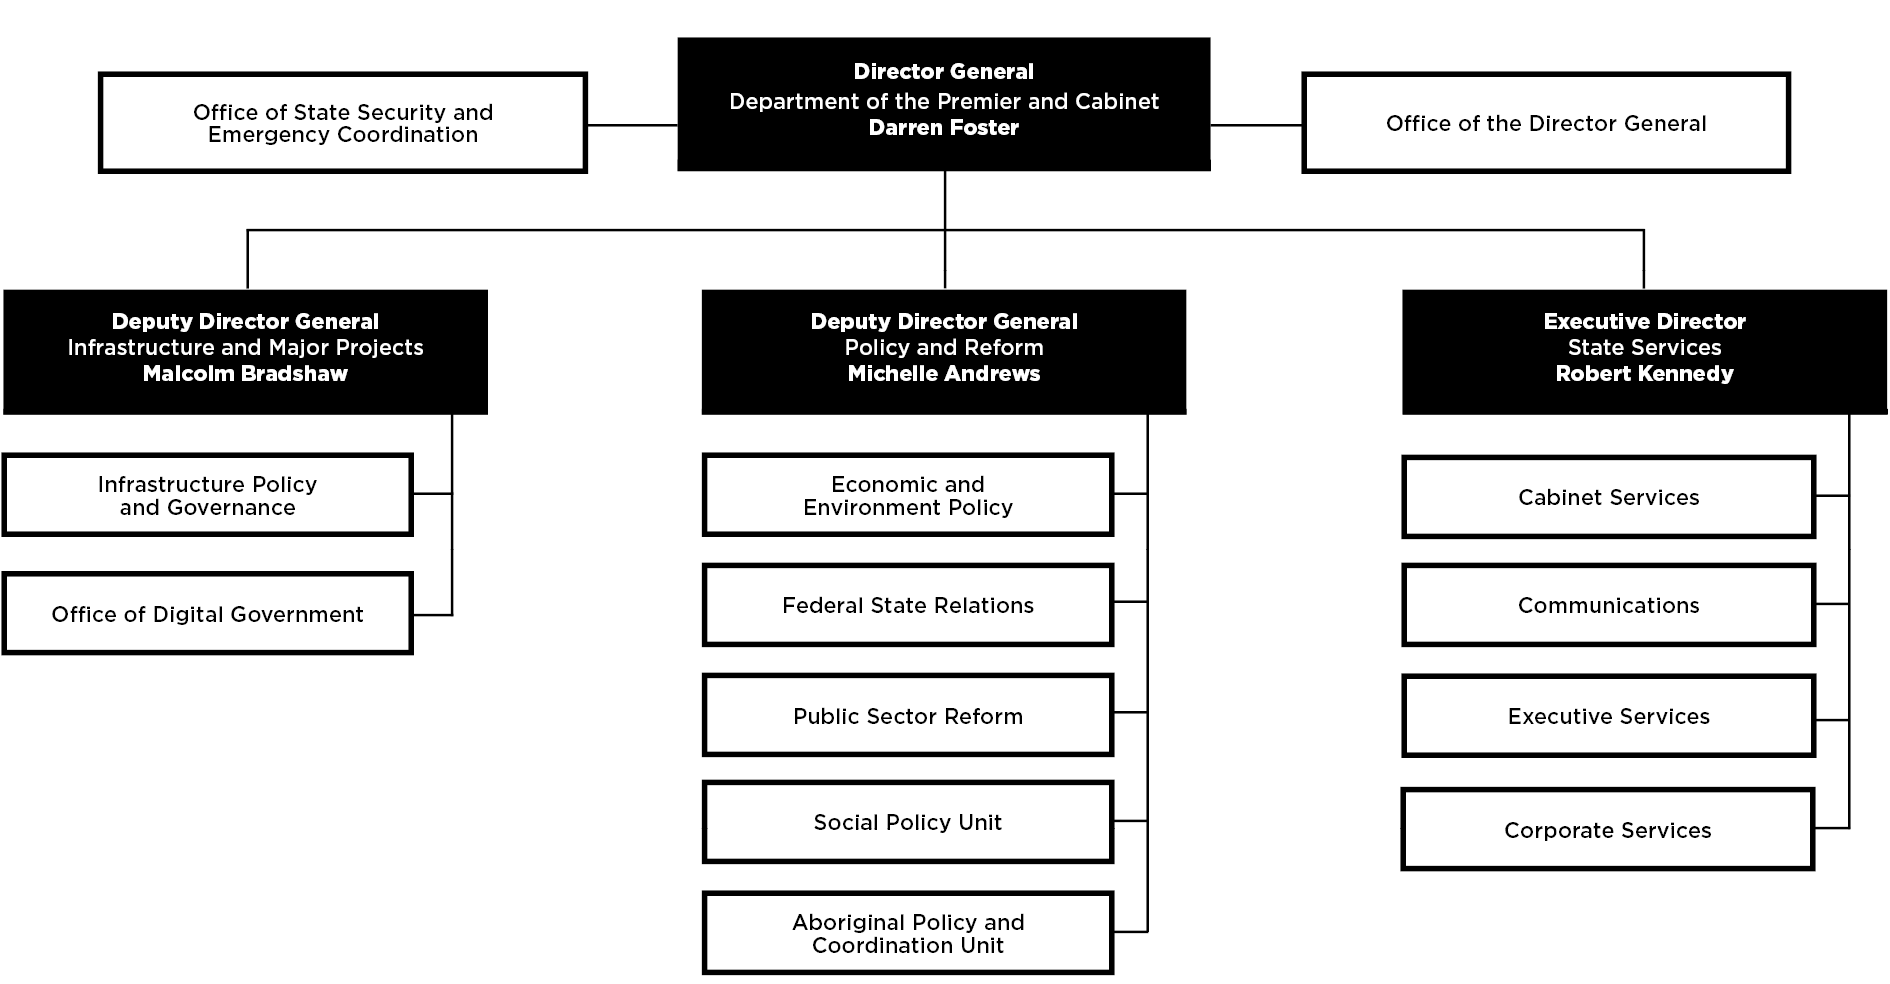 Director General
Department of the Premier and Cabinet
Darren Foster
Office of State Security and
Emergency Coordination
Office of the Director General
Deputy Director General
Infrastructure and Major Projects
Malcolm Bradshaw
Infrastructure Policy
and Governance
Office of Digital Government
Deputy Director General
Policy and Reform
Michelle Andrews
Economic and
Environment Policy
Federal State Relations
Public Sector Reform
Social Policy Unit
Aboriginal Policy and
Coordination Unit
Executive Director
State Services
Robert Kennedy
Cabinet Services
Communications
Executive Services
Corporate Services